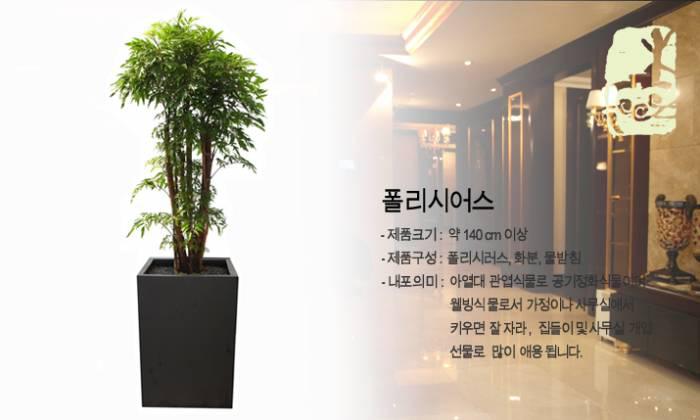 폴리시어스
- 제품크기 : 약 140 cm 이상
- 제품구성 : 폴리시러스, 화분, 물받침
- 내포의미 : 아열대 관엽식물로 공기정화식물이며
웰빙식물로서 가정이나 사무실에서
키우면 잘 자라, 집들이 및 사무실 개업
선물로 많이 애용 됩니다.